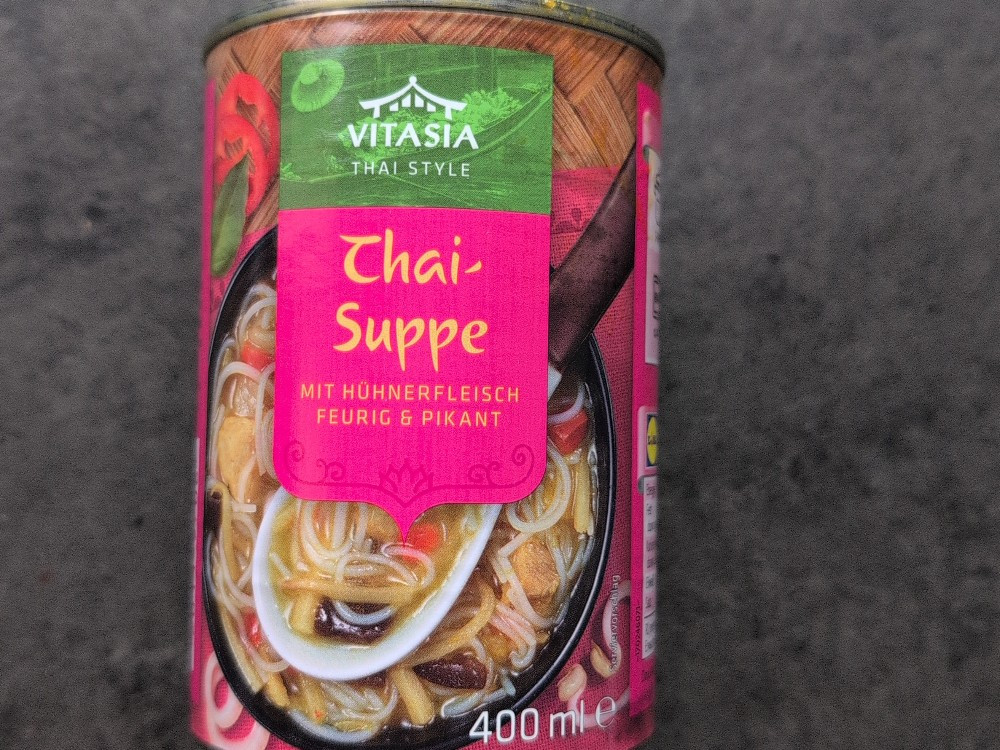 VITASIA
THAI STYLE
Thai-
Suppe
MIT HÜHNERFLEISCH
FEURIG & PIKANT
400 ml ℮